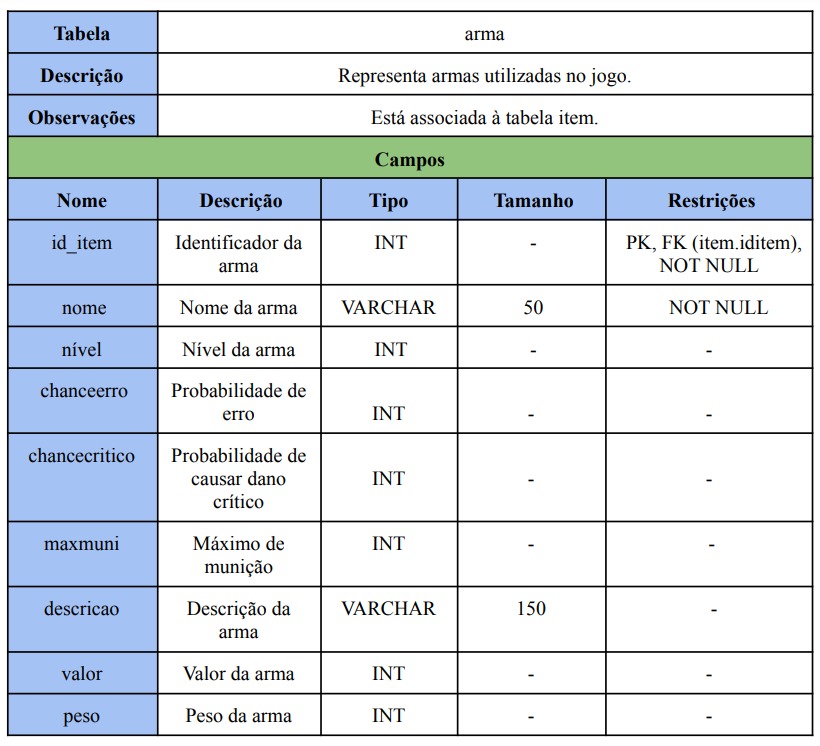 Tabela arma
Descrição Representa armas utilizadas no jogo.
Observações Está associada à tabela item.
Campos
Nome Descrição Tipo Tamanho Restrições
id_item Identificador da arma INT - PK, FK (item.iditem), NOT NULL
nome Nome da arma VARCHAR 50 NOT NULL
nível Nível da arma INT - -
chanceerro Probabilidade de erro INT - -
chancecritico Probabilidade de causar dano crítico INT - -
maxmuni Máximo de munição INT - -
descricao Descrição da arma VARCHAR 150 -
valor Valor da arma INT - -
peso Peso da arma INT - -